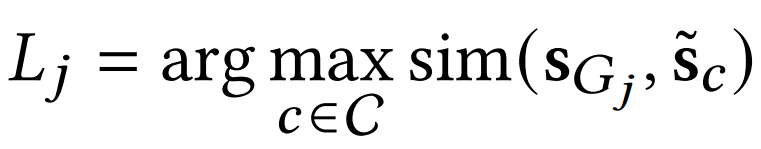 L_j = arg max_{c∈𝒞} sim(𝐬_{G_j}, 𝐬̃_c)